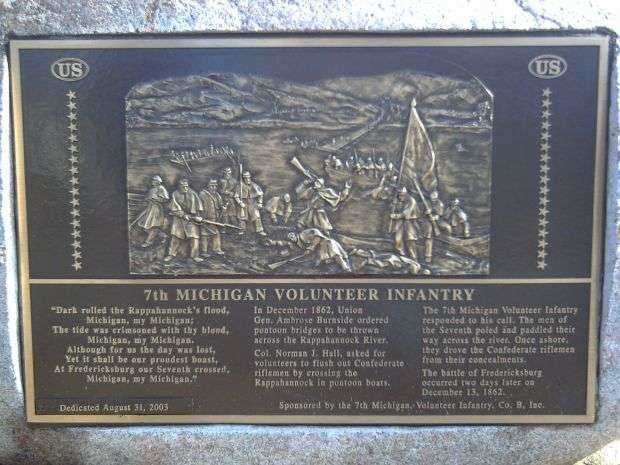 US
US
7th MICHIGAN VOLUNTEER INFANTRY
"Dark rolled the Rappahannock's flood,
Michigan, my Michigan;
The tide was crimsoned with thy blood,
Michigan, my Michigan.
Although for us the day was lost,
Yet it shall be our proudest boast,
At Fredericksburg our Seventh crossed,
Michigan, my Michigan."
Dedicated August 31, 2003
In December 1862, Union
Gen. Ambrose Burnside ordered
pontoon bridges to be thrown
across the Rappahannock River.
Col. Norman J. Hall, asked for
volunteers to flush out Confederate
riflemen by crossing the
Rappahannock in pontoon boats.
The 7th Michigan Volunteer Infantry
responded to his call. The men of
the Seventh poled and paddled their
way across the river. Once ashore,
they drove the Confederate riflemen
from their concealments.
The battle of Fredericksburg
occurred two days later on
December 13, 1862.
Sponsored by the 7th Michigan, Volunteer Infantry, Co. B, Inc.